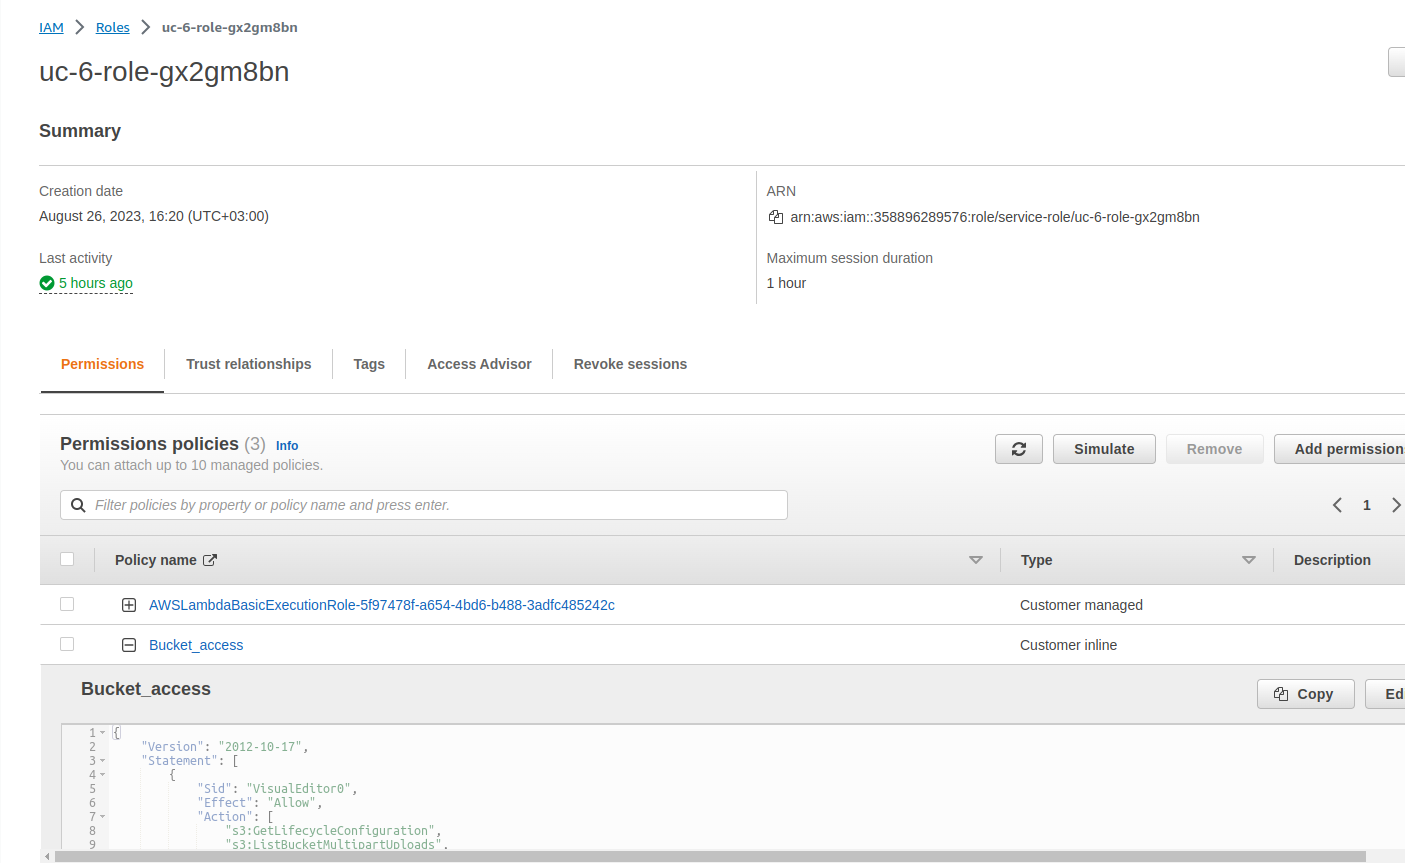 IAM > Roles > uc-6-role-gx2gm8bn
uc-6-role-gx2gm8bn
Summary
Creation date
August 26, 2023, 16:20 (UTC+03:00)
ARN
arn:aws:iam::358896289576:role/service-role/uc-6-role-gx2gm8bn
Last activity
5 hours ago
Maximum session duration
1 hour
Permissions Trust relationships Tags Access Advisor Revoke sessions
Permissions policies (3) Info
You can attach up to 10 managed policies.
Simulate Remove Add permission
Filter policies by property or policy name and press enter.
1
Policy name Type Description
AWSLambdaBasicExecutionRole-5f97478f-a654-4bd6-b488-3adfc485242c Customer managed
Bucket_access Customer inline
Bucket_access
Copy Edi
1 {
2 "Version": "2012-10-17",
3 "Statement": [
4 {
5 "Sid": "VisualEditor0",
6 "Effect": "Allow",
7 "Action": [
8 "s3:GetLifecycleConfiguration",
9 "s3:ListBucketMultipartUploads",